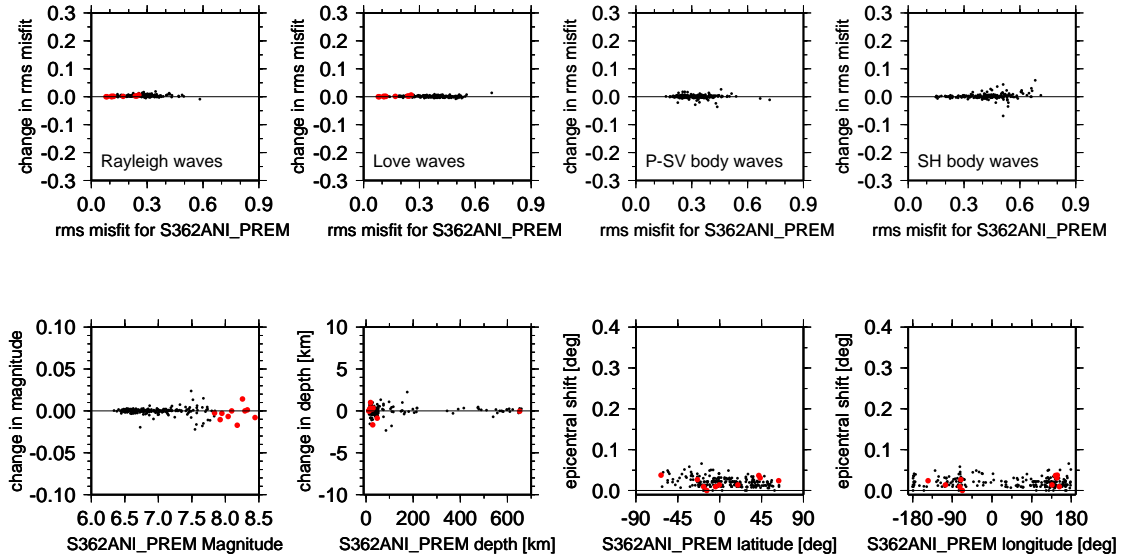 0.3 0.3 0.3 0.3
0.2 0.2 0.2 0.2
0.1 0.1 0.1 0.1
0.0 0.0 0.0 0.0
-0.1 -0.1 -0.1 -0.1
-0.2 -0.2 -0.2 -0.2
-0.3 -0.3 -0.3 -0.3
change in rms misfit change in rms misfit change in rms misfit change in rms misfit
Rayleigh waves Love waves P-SV body waves SH body waves
0.0 0.3 0.6 0.9 0.0 0.3 0.6 0.9 0.0 0.3 0.6 0.9 0.0 0.3 0.6 0.9
rms misfit for S362ANI_PREM rms misfit for S362ANI_PREM rms misfit for S362ANI_PREM rms misfit for S362ANI_PREM
0.10 10 0.4 0.4
0.05 5 0.3 0.3
0.00 0 0.2 0.2
-0.05 -5 0.1 0.1
-0.10 -10 0.0 0.0
change in magnitude change in depth [km] epicentral shift [deg] epicentral shift [deg]
6.0 6.5 7.0 7.5 8.0 8.5 0 200 400 600 -90 -45 0 45 90 -180 -90 0 90 180
S362ANI_PREM Magnitude S362ANI_PREM depth [km] S362ANI_PREM latitude [deg] S362ANI_PREM longitude [deg]